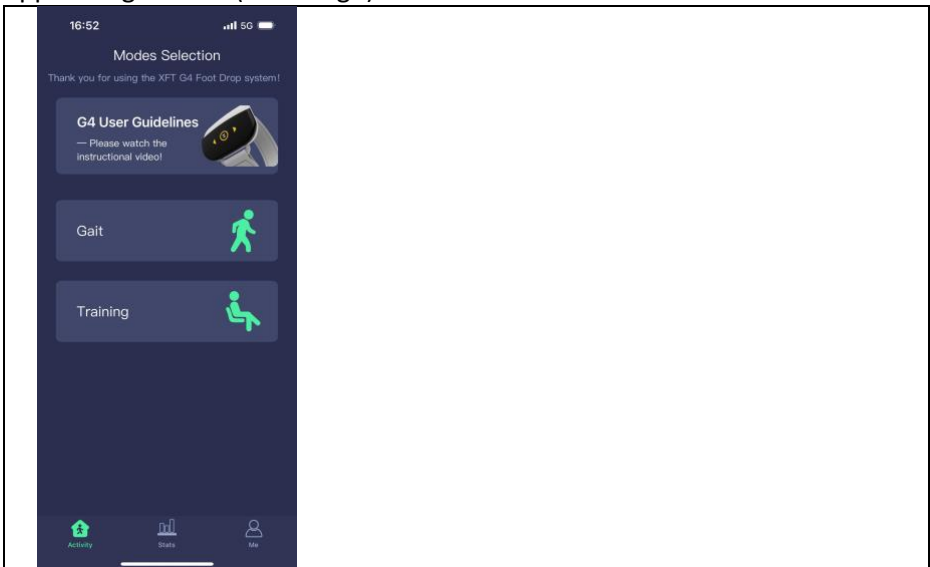 16:52
5G
Modes Selection
Thank you for using the XFT G4 Foot Drop system!
G4 User Guidelines
— Please watch the
instructional video!
Gait
Training
Activity
Stats
Me